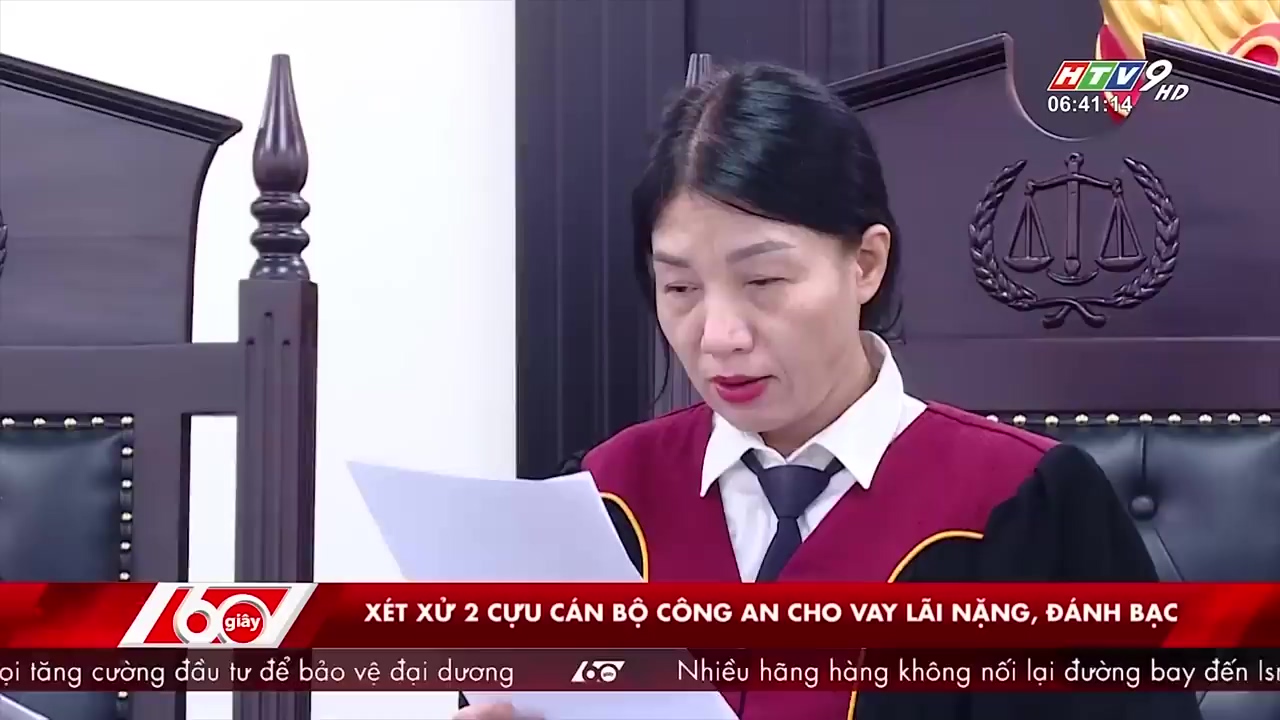 HTV9 HD
06:41:14
60 giây
XÉT XỬ 2 CỰU CÁN BỘ CÔNG AN CHO VAY LÃI NẶNG, ĐÁNH BẠC
tăng cường đầu tư để bảo vệ đại dương 60 giây Nhiều hãng hàng không nối lại đường bay đến